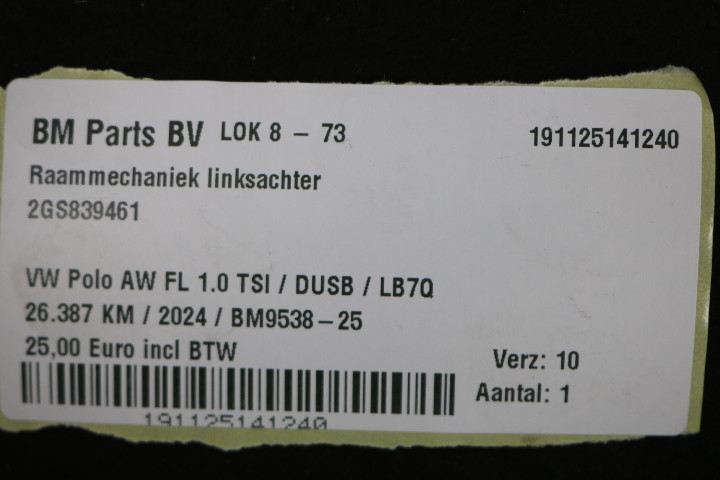 BM Parts BV LOK 8 - 73 191125141240
Raammechaniek linksachter
2GS839461
VW Polo AW FL 1.0 TSI / DUSB / LB7Q
26.387 KM / 2024 / BM9538-25
25,00 Euro incl BTW
Verz: 10
Aantal: 1
191125141240